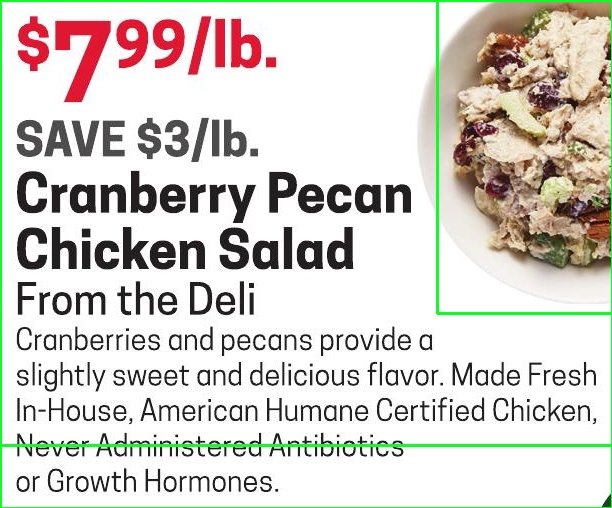 $7.99/lb.
SAVE $3/lb.
Cranberry Pecan
Chicken Salad
From the Deli
Cranberries and pecans provide a
slightly sweet and delicious flavor. Made Fresh
In-House, American Humane Certified Chicken,
Never Administered Antibiotics
or Growth Hormones.